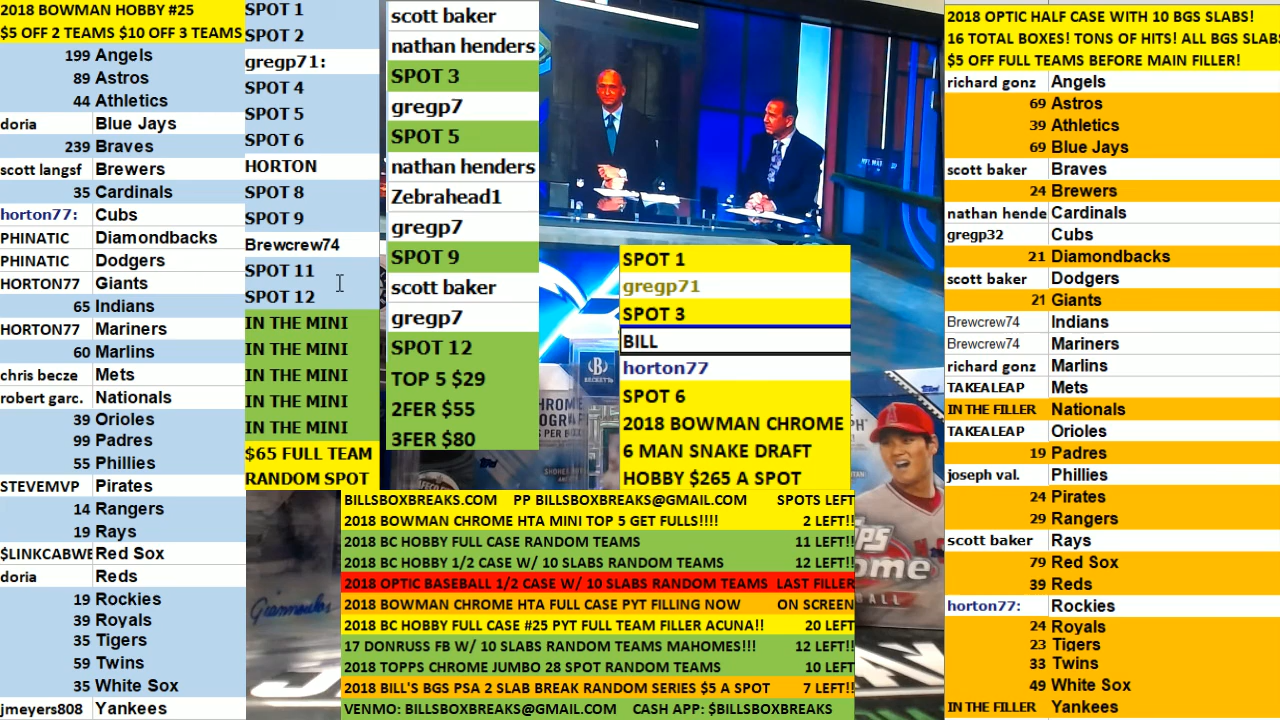 2018 BOWMAN HOBBY #25
$5 OFF 2 TEAMS $10 OFF 3 TEAMS
199 Angels
89 Astros
44 Athletics
doria Blue Jays
239 Braves
scott langsf Brewers
35 Cardinals
horton77: Cubs
PHINATIC Diamondbacks
PHINATIC Dodgers
HORTON77 Giants
65 Indians
HORTON77 Mariners
60 Marlins
chris becze Mets
robert garc. Nationals
39 Orioles
99 Padres
55 Phillies
STEVEMVP Pirates
14 Rangers
19 Rays
$LINKCABWE Red Sox
doria Reds
19 Rockies
39 Royals
35 Tigers
59 Twins
35 White Sox
jmeyers808 Yankees
SPOT 1
SPOT 2
gregp71:
SPOT 4
SPOT 5
SPOT 6
HORTON
SPOT 8
SPOT 9
Brewcrew74
SPOT 11
SPOT 12
IN THE MINI
IN THE MINI
IN THE MINI
IN THE MINI
IN THE MINI
$65 FULL TEAM
RANDOM SPOT
scott baker
nathan henders
SPOT 3
gregp7
SPOT 5
nathan henders
Zebrahead1
gregp7
SPOT 9
scott baker
gregp7
SPOT 12
TOP 5 $29
2FER $55
3FER $80
SPOT 1
gregp71
SPOT 3
BILL
horton77
SPOT 6
2018 BOWMAN CHROME
6 MAN SNAKE DRAFT
HOBBY $265 A SPOT
BILLSBOXBREAKS.COM PP BILLSBOXBREAKS@GMAIL.COM SPOTS LEFT
2018 BOWMAN CHROME HTA MINI TOP 5 GET FULLS!!!! 2 LEFT!!
2018 BC HOBBY FULL CASE RANDOM TEAMS 11 LEFT!!
2018 BC HOBBY 1/2 CASE W/ 10 SLABS RANDOM TEAMS 12 LEFT!!
2018 OPTIC BASEBALL 1/2 CASE W/ 10 SLABS RANDOM TEAMS LAST FILLER
2018 BOWMAN CHROME HTA FULL CASE PYT FILLING NOW ON SCREEN
2018 BC HOBBY FULL CASE #25 PYT FULL TEAM FILLER ACUNA!! 20 LEFT
17 DONRUSS FB W/ 10 SLABS RANDOM TEAMS MAHOMES!!! 12 LEFT!!
2018 TOPPS CHROME JUMBO 28 SPOT RANDOM TEAMS 10 LEFT
2018 BILL'S BGS PSA 2 SLAB BREAK RANDOM SERIES $5 A SPOT 7 LEFT!!
VENMO: BILLSBOXBREAKS@GMAIL.COM CASH APP: $BILLSBOXBREAKS
2018 OPTIC HALF CASE WITH 10 BGS SLABS!
16 TOTAL BOXES! TONS OF HITS! ALL BGS SLABS
$5 OFF FULL TEAMS BEFORE MAIN FILLER!
richard gonz Angels
69 Astros
39 Athletics
69 Blue Jays
scott baker Braves
24 Brewers
nathan hende Cardinals
gregp32 Cubs
21 Diamondbacks
scott baker Dodgers
21 Giants
Brewcrew74 Indians
Brewcrew74 Mariners
richard gonz Marlins
TAKEALEAP Mets
IN THE FILLER Nationals
TAKEALEAP Orioles
19 Padres
joseph val. Phillies
24 Pirates
29 Rangers
scott baker Rays
79 Red Sox
39 Reds
horton77: Rockies
24 Royals
23 Tigers
33 Twins
49 White Sox
IN THE FILLER Yankees